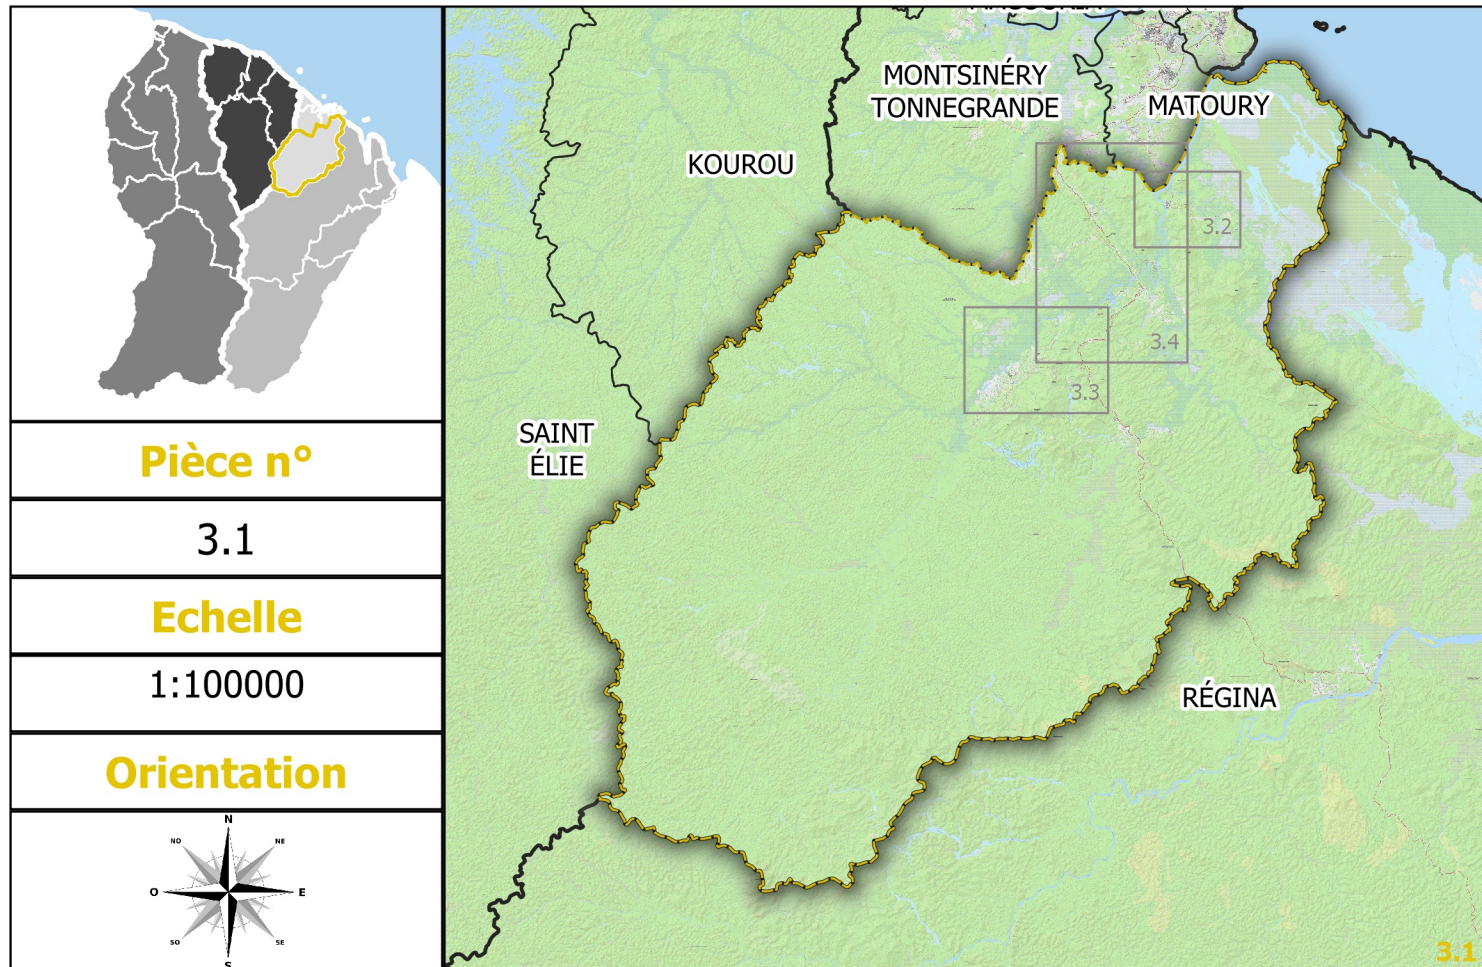 Pièce n°
3.1
Echelle
1:100000
Orientation
N
NO
NE
O
E
SO
SE
S
MONTSINÉRY
TONNEGRANDE
MATOURY
KOUROU
3.2
3.4
3.3
SAINT
ÉLIE
RÉGINA
3.1